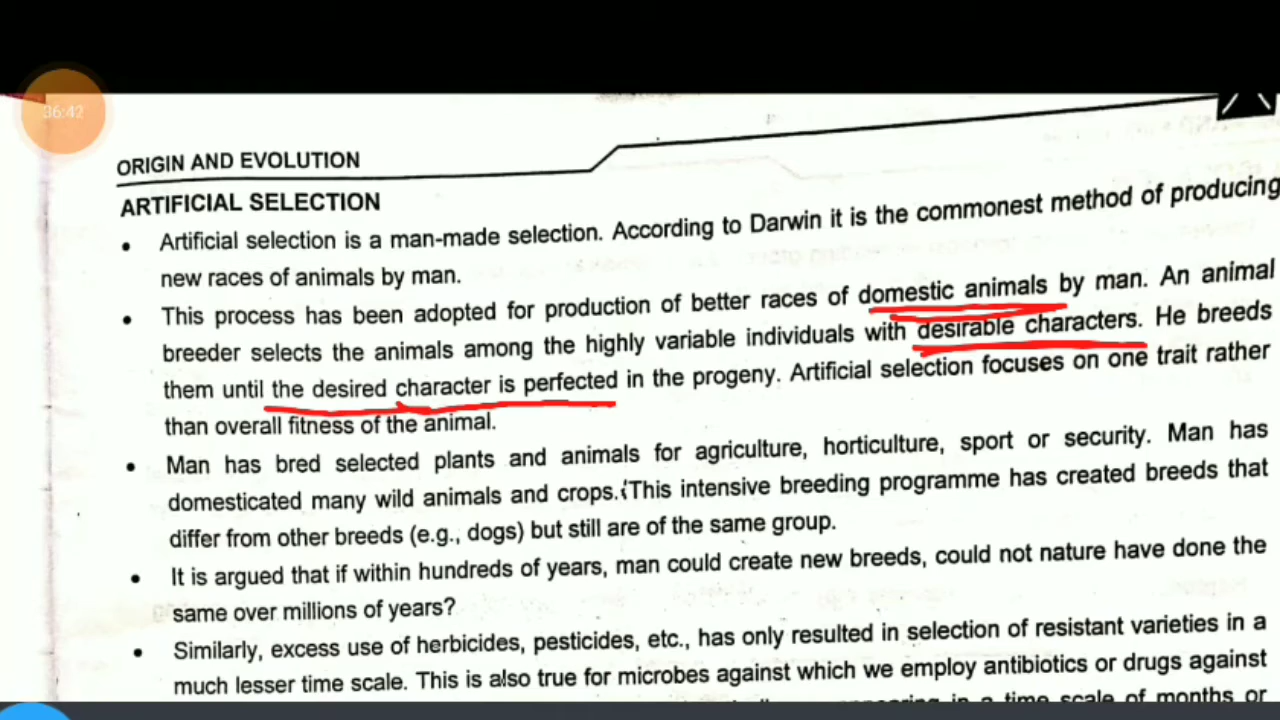 36:42
ORIGIN AND EVOLUTION
ARTIFICIAL SELECTION
• Artificial selection is a man-made selection. According to Darwin it is the commonest method of producing
new races of animals by man.
• This process has been adopted for production of better races of domestic animals by man. An animal
breeder selects the animals among the highly variable individuals with desirable characters. He breeds
them until the desired character is perfected in the progeny. Artificial selection focuses on one trait rather
than overall fitness of the animal.
• Man has bred selected plants and animals for agriculture, horticulture, sport or security. Man has
domesticated many wild animals and crops. This intensive breeding programme has created breeds that
differ from other breeds (e.g., dogs) but still are of the same group.
• It is argued that if within hundreds of years, man could create new breeds, could not nature have done the
same over millions of years?
• Similarly, excess use of herbicides, pesticides, etc., has only resulted in selection of resistant varieties in a
much lesser time scale. This is also true for microbes against which we employ antibiotics or drugs against
in a time scale of months or